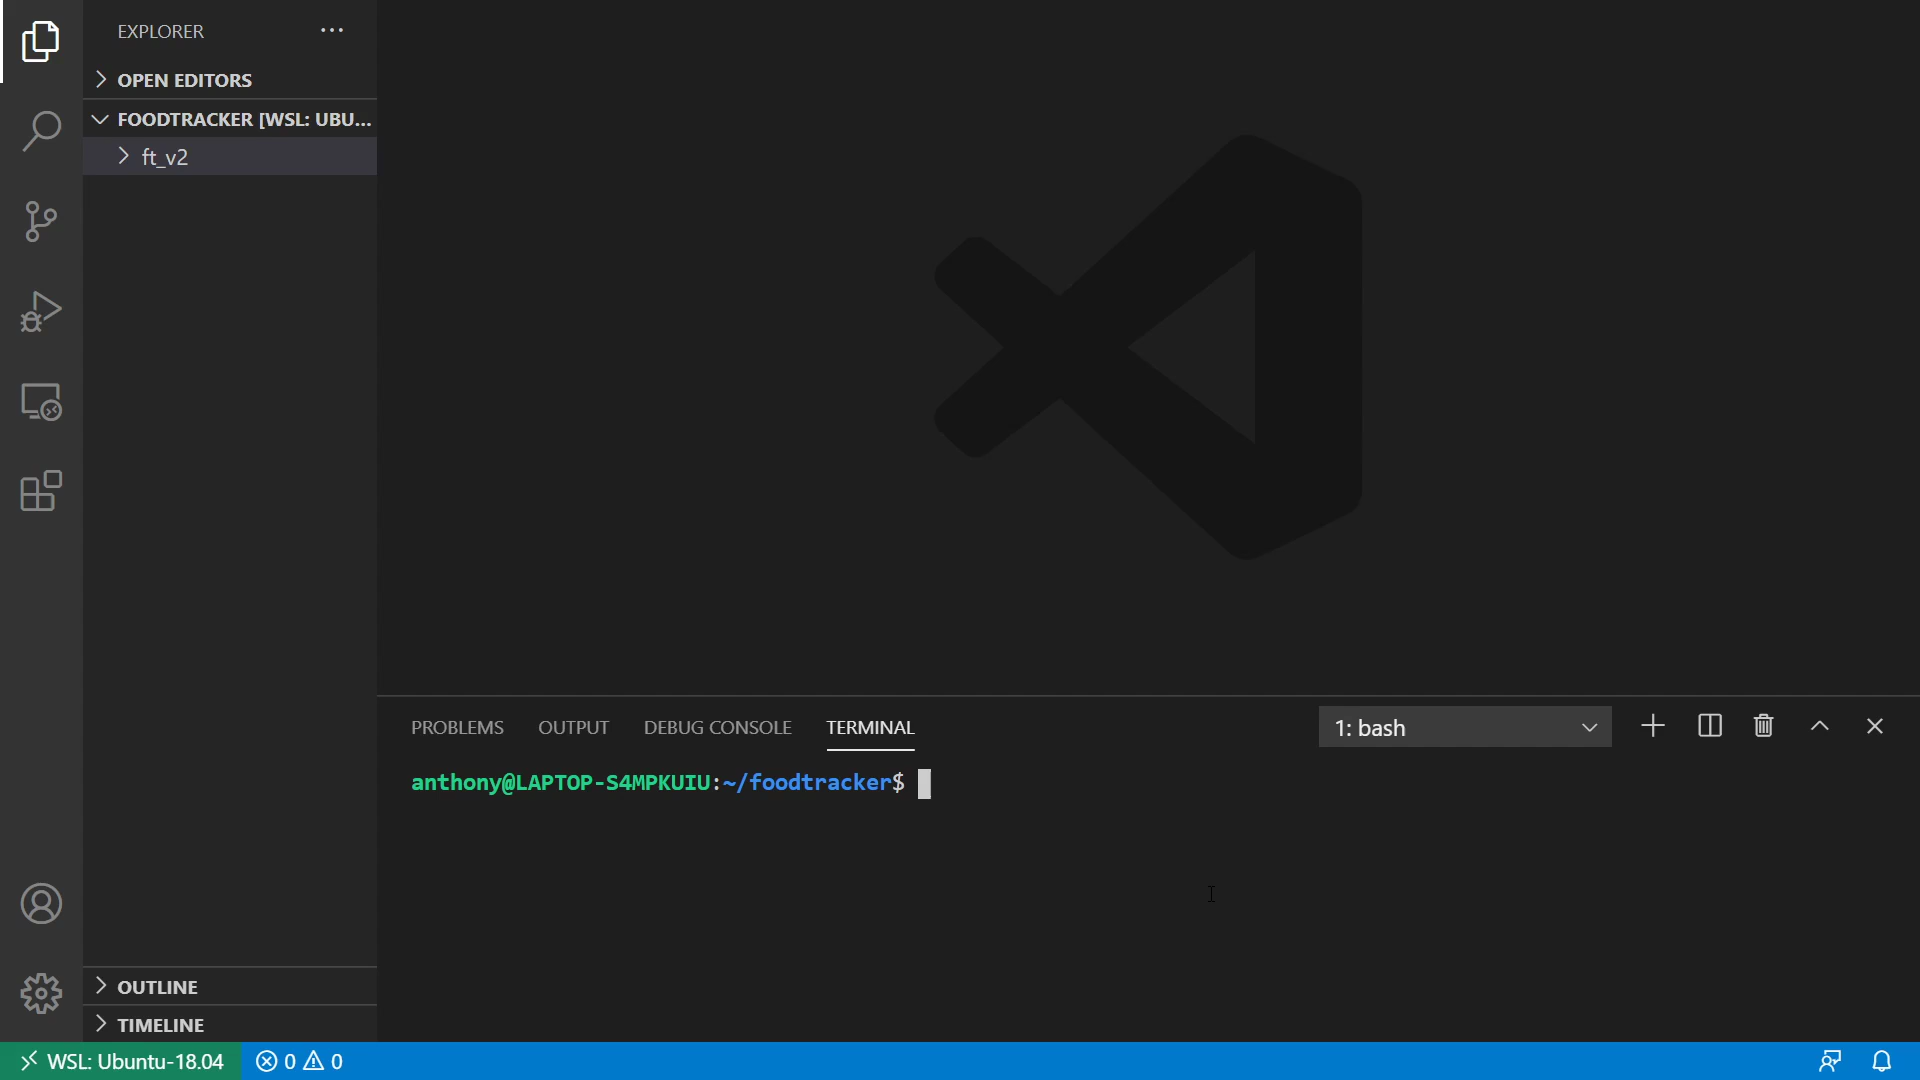 EXPLORER
OPEN EDITORS
FOODTRACKER [WSL: UBU...
ft_v2
PROBLEMS OUTPUT DEBUG CONSOLE TERMINAL 1: bash
anthony@LAPTOP-S4MPKUIU:~/foodtracker$
OUTLINE
TIMELINE
WSL: Ubuntu-18.04 0 0